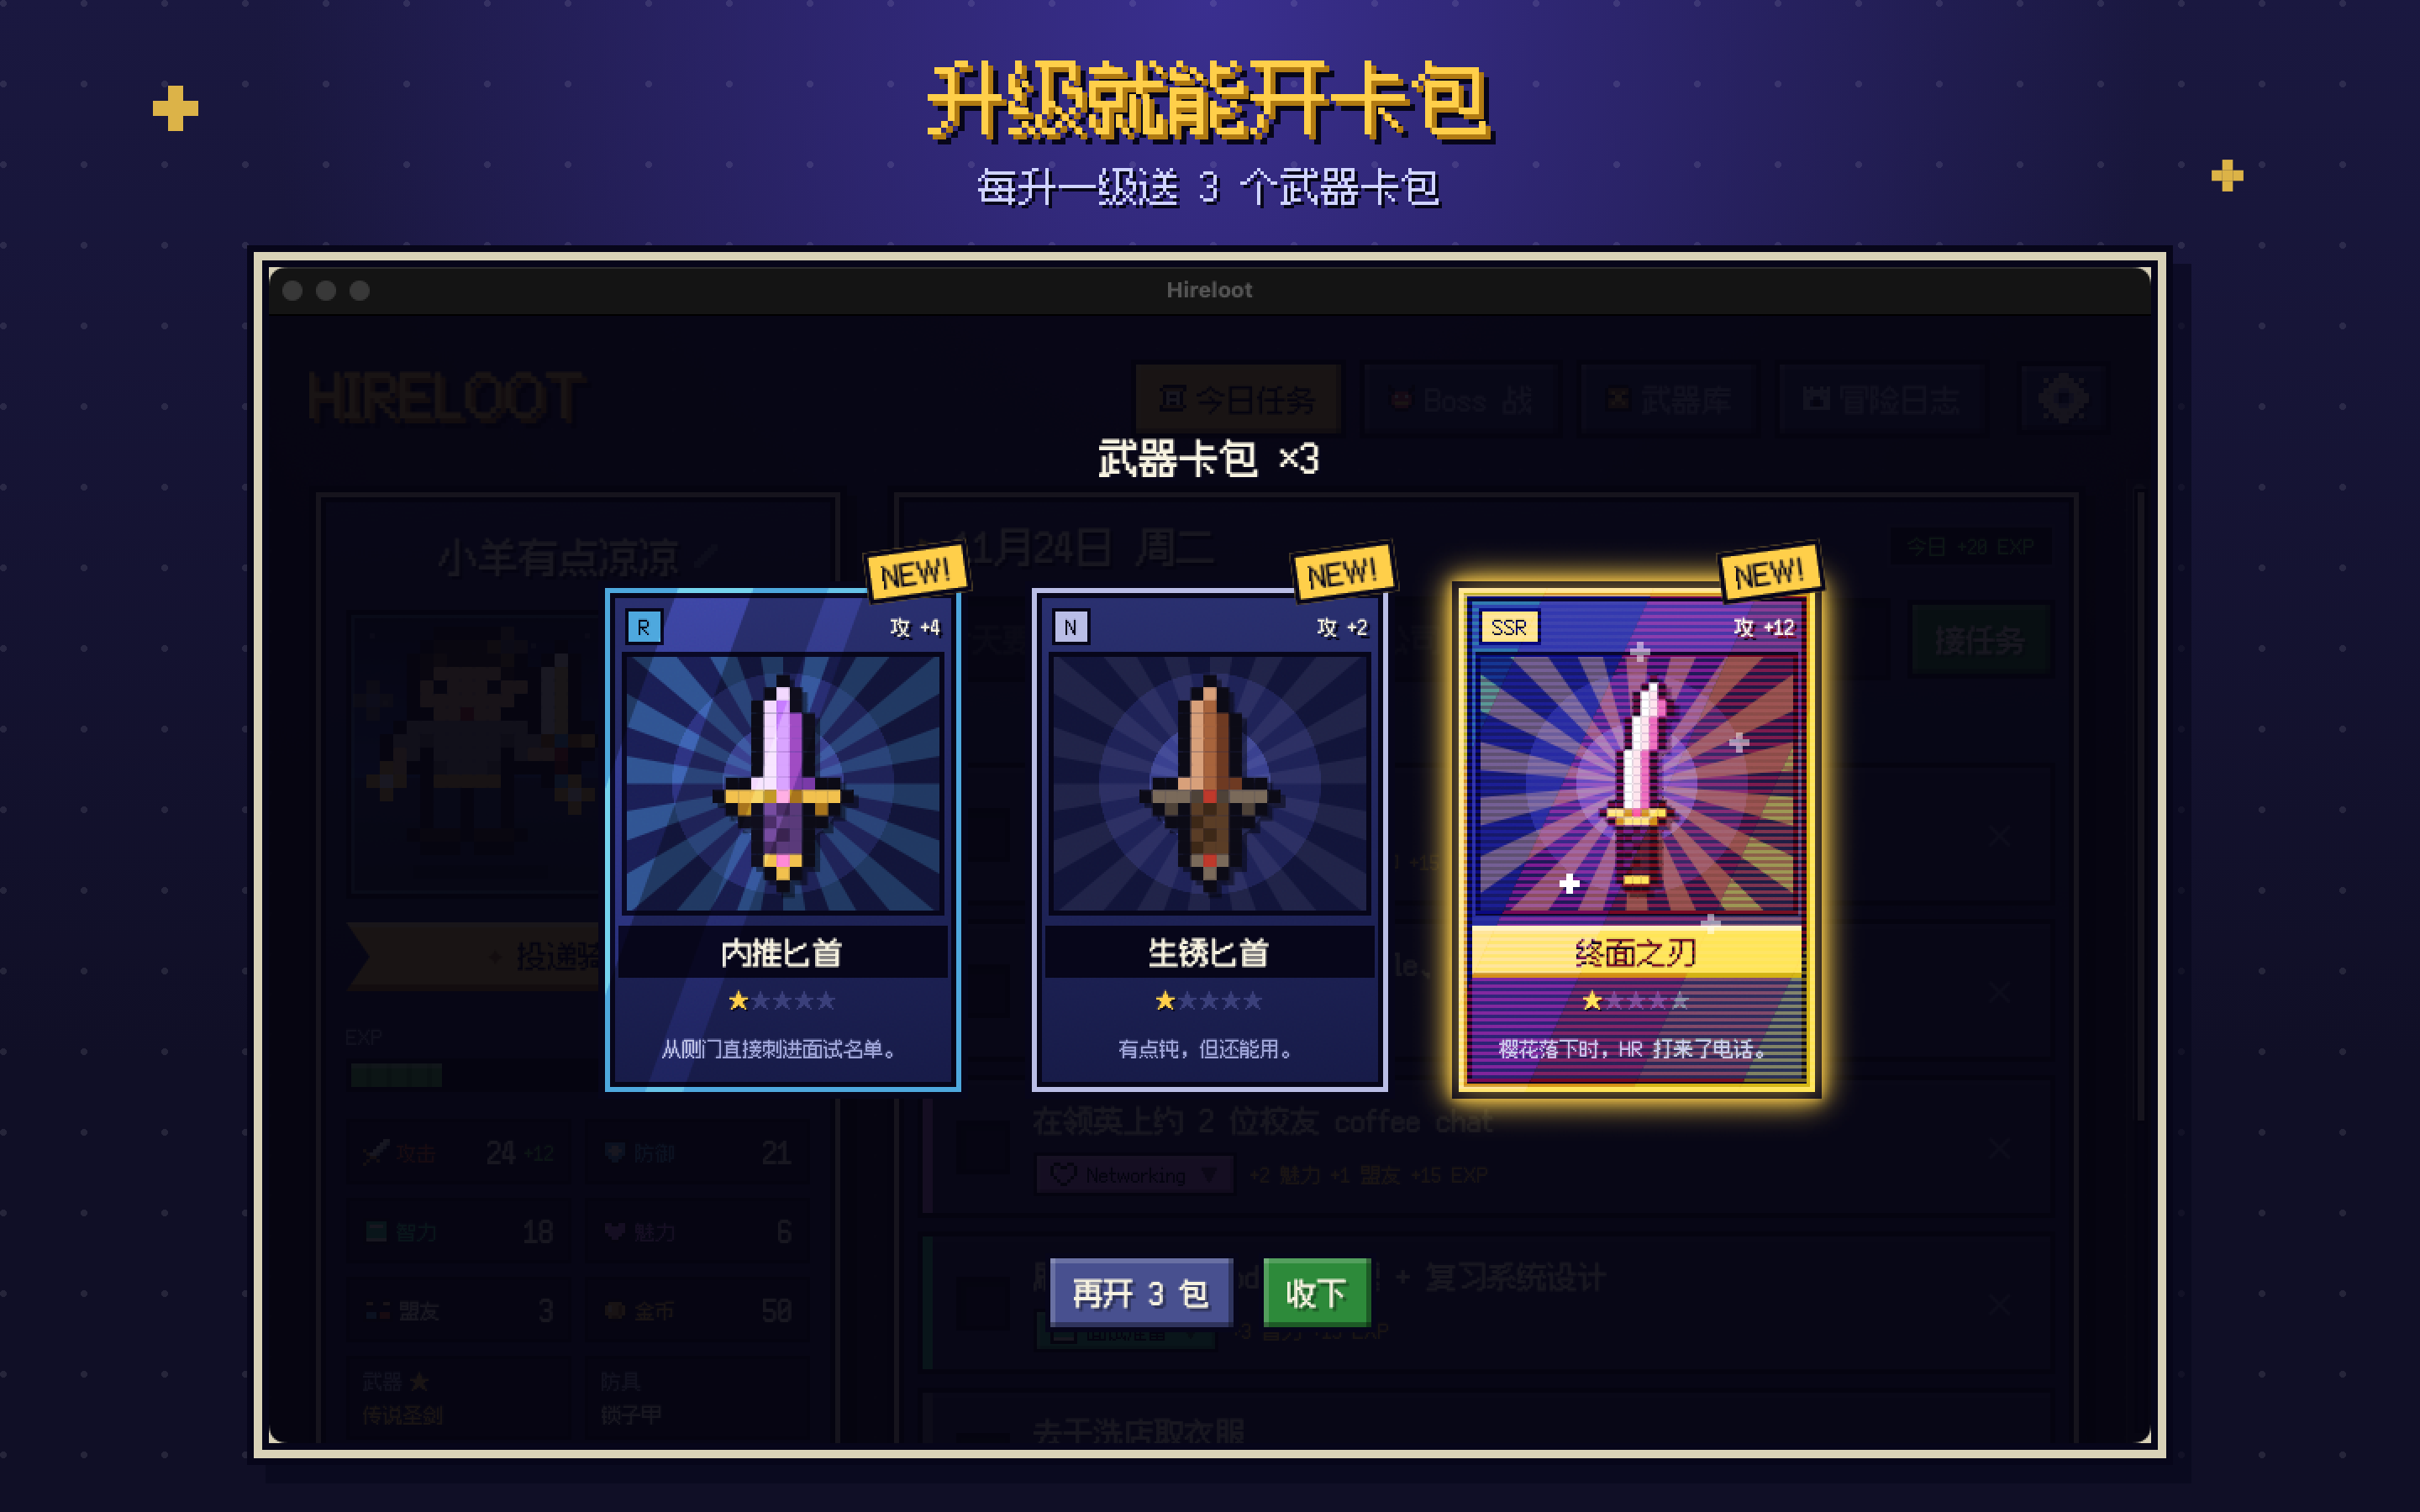 升级就能开卡包
每升一级送 3 个武器卡包
Hireloot
HIRELOOT
今日任务
Boss 战
武器库
冒险日志
武器卡包 ×3
小羊有点凉凉
11月24日 周二
今日 +20 EXP
接任务
NEW!
R
攻 +4
内推匕首
从侧门直接刺进面试名单。
NEW!
N
攻 +2
生锈匕首
有点钝，但还能用。
NEW!
SSR
攻 +12
终面之刃
樱花落下时，HR 打来了电话。
投递骑
EXP
攻击 24 +12
防御 21
智力 18
魅力 6
盟友 3
金币 50
武器 ★
传说圣剑
防具
锁子甲
在领英上约 2 位校友 coffee chat
Networking ▼
+2 魅力 +1 盟友 +15 EXP
+ 复习系统设计
再开 3 包
收下
去干洗店取衣服